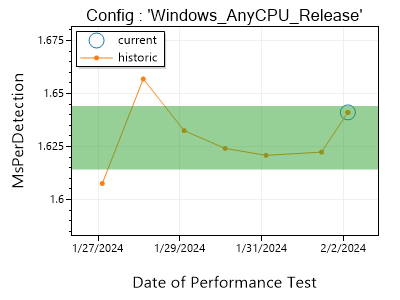 Config : 'Windows_AnyCPU_Release'
current
historic
MsPerDetection
1.675
1.65
1.625
1.6
1/27/2024
1/29/2024
1/31/2024
2/2/2024
Date of Performance Test